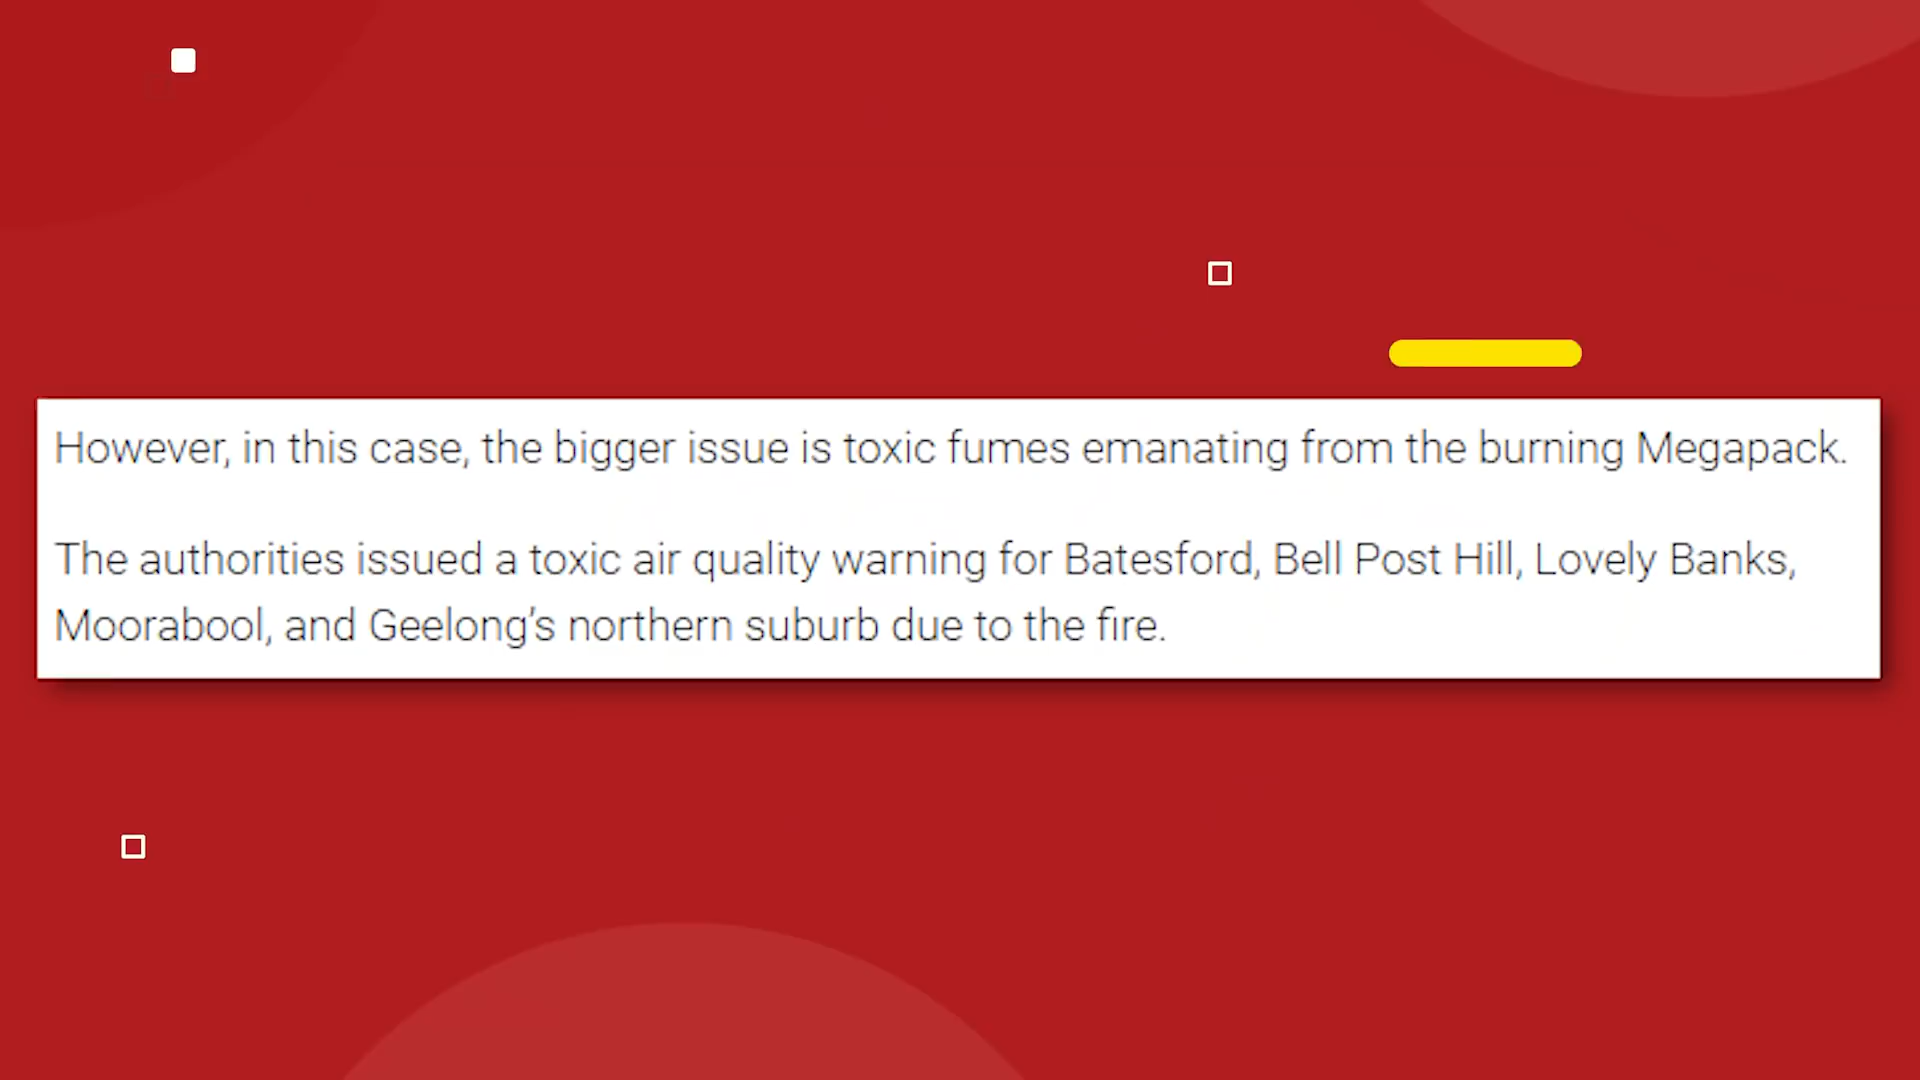 However, in this case, the bigger issue is toxic fumes emanating from the burning Megapack.
The authorities issued a toxic air quality warning for Batesford, Bell Post Hill, Lovely Banks,
Moorabool, and Geelong’s northern suburb due to the fire.